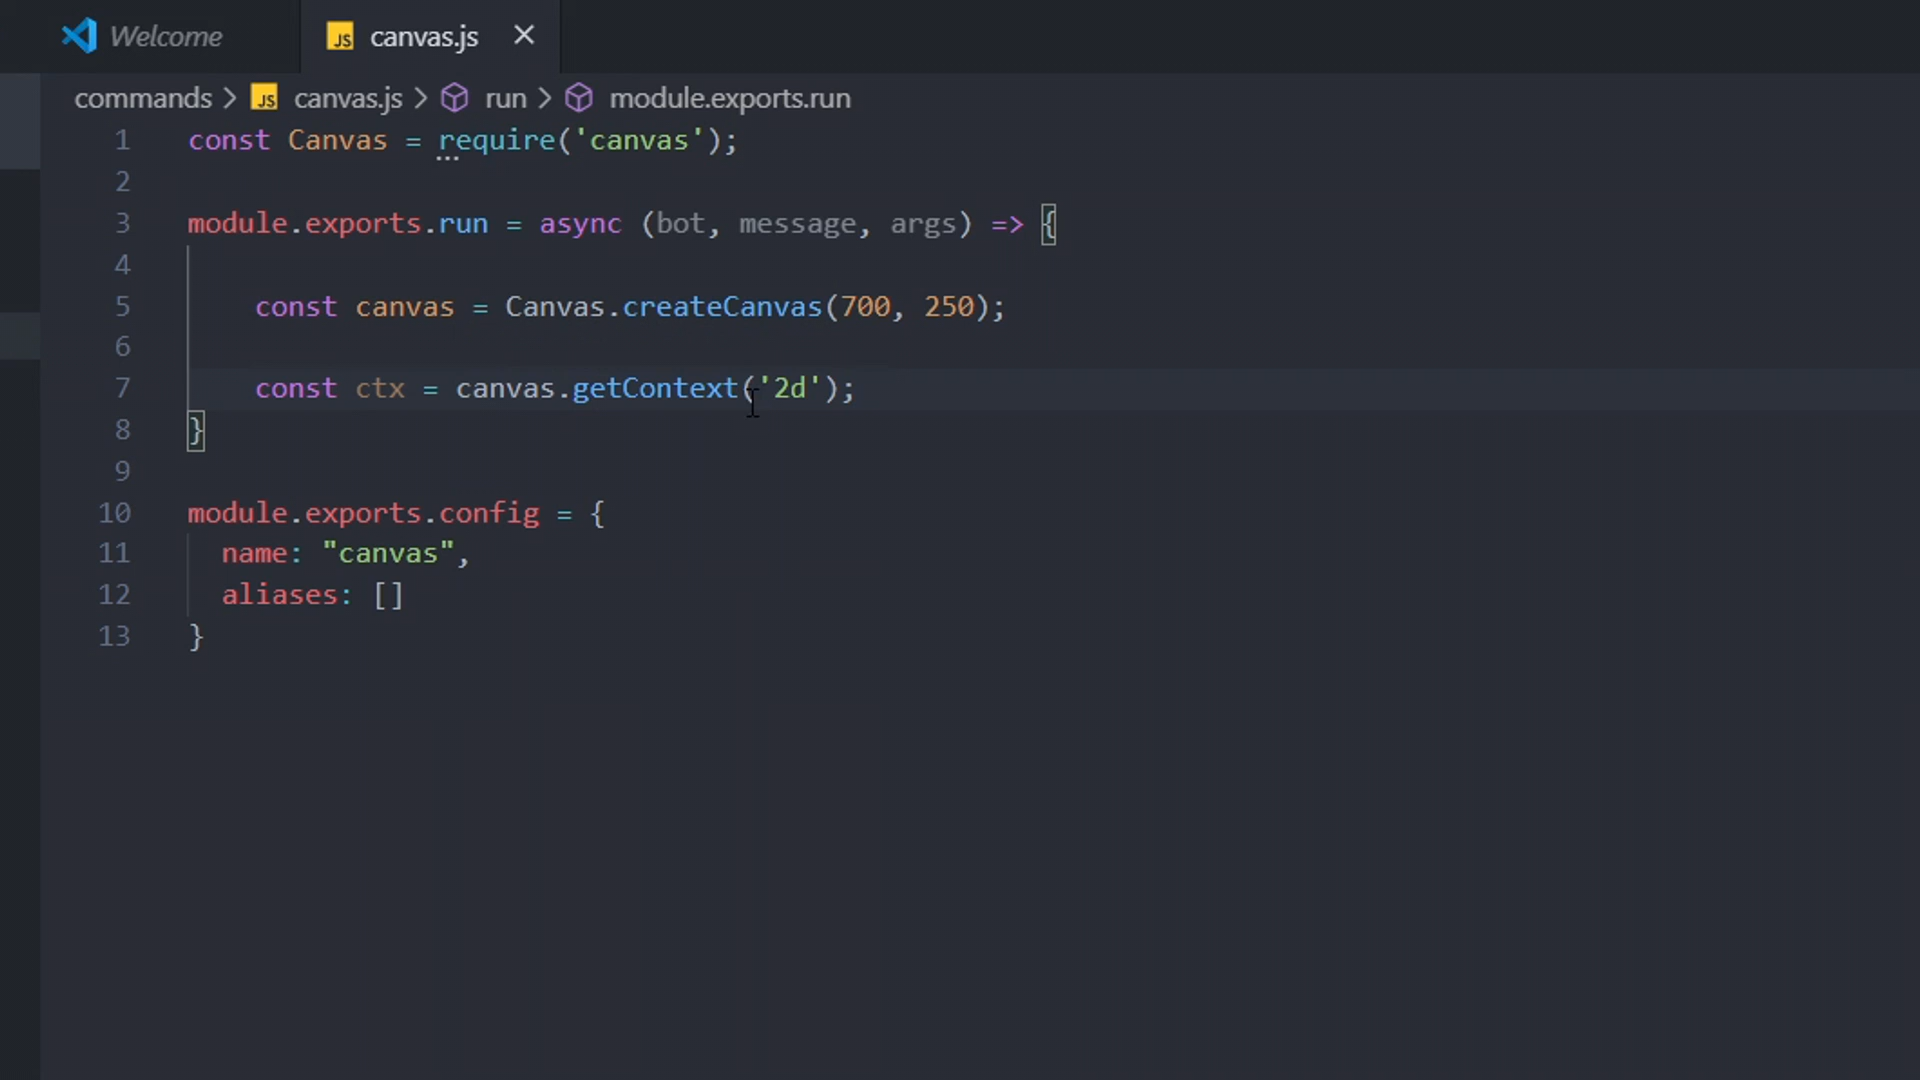 Welcome
JS canvas.js ×
commands > JS canvas.js > run > module.exports.run
1 const Canvas = require('canvas');
2
3 module.exports.run = async (bot, message, args) => {
4
5 const canvas = Canvas.createCanvas(700, 250);
6
7 const ctx = canvas.getContext('2d');
8 }
9
10 module.exports.config = {
11 name: "canvas",
12 aliases: []
13 }